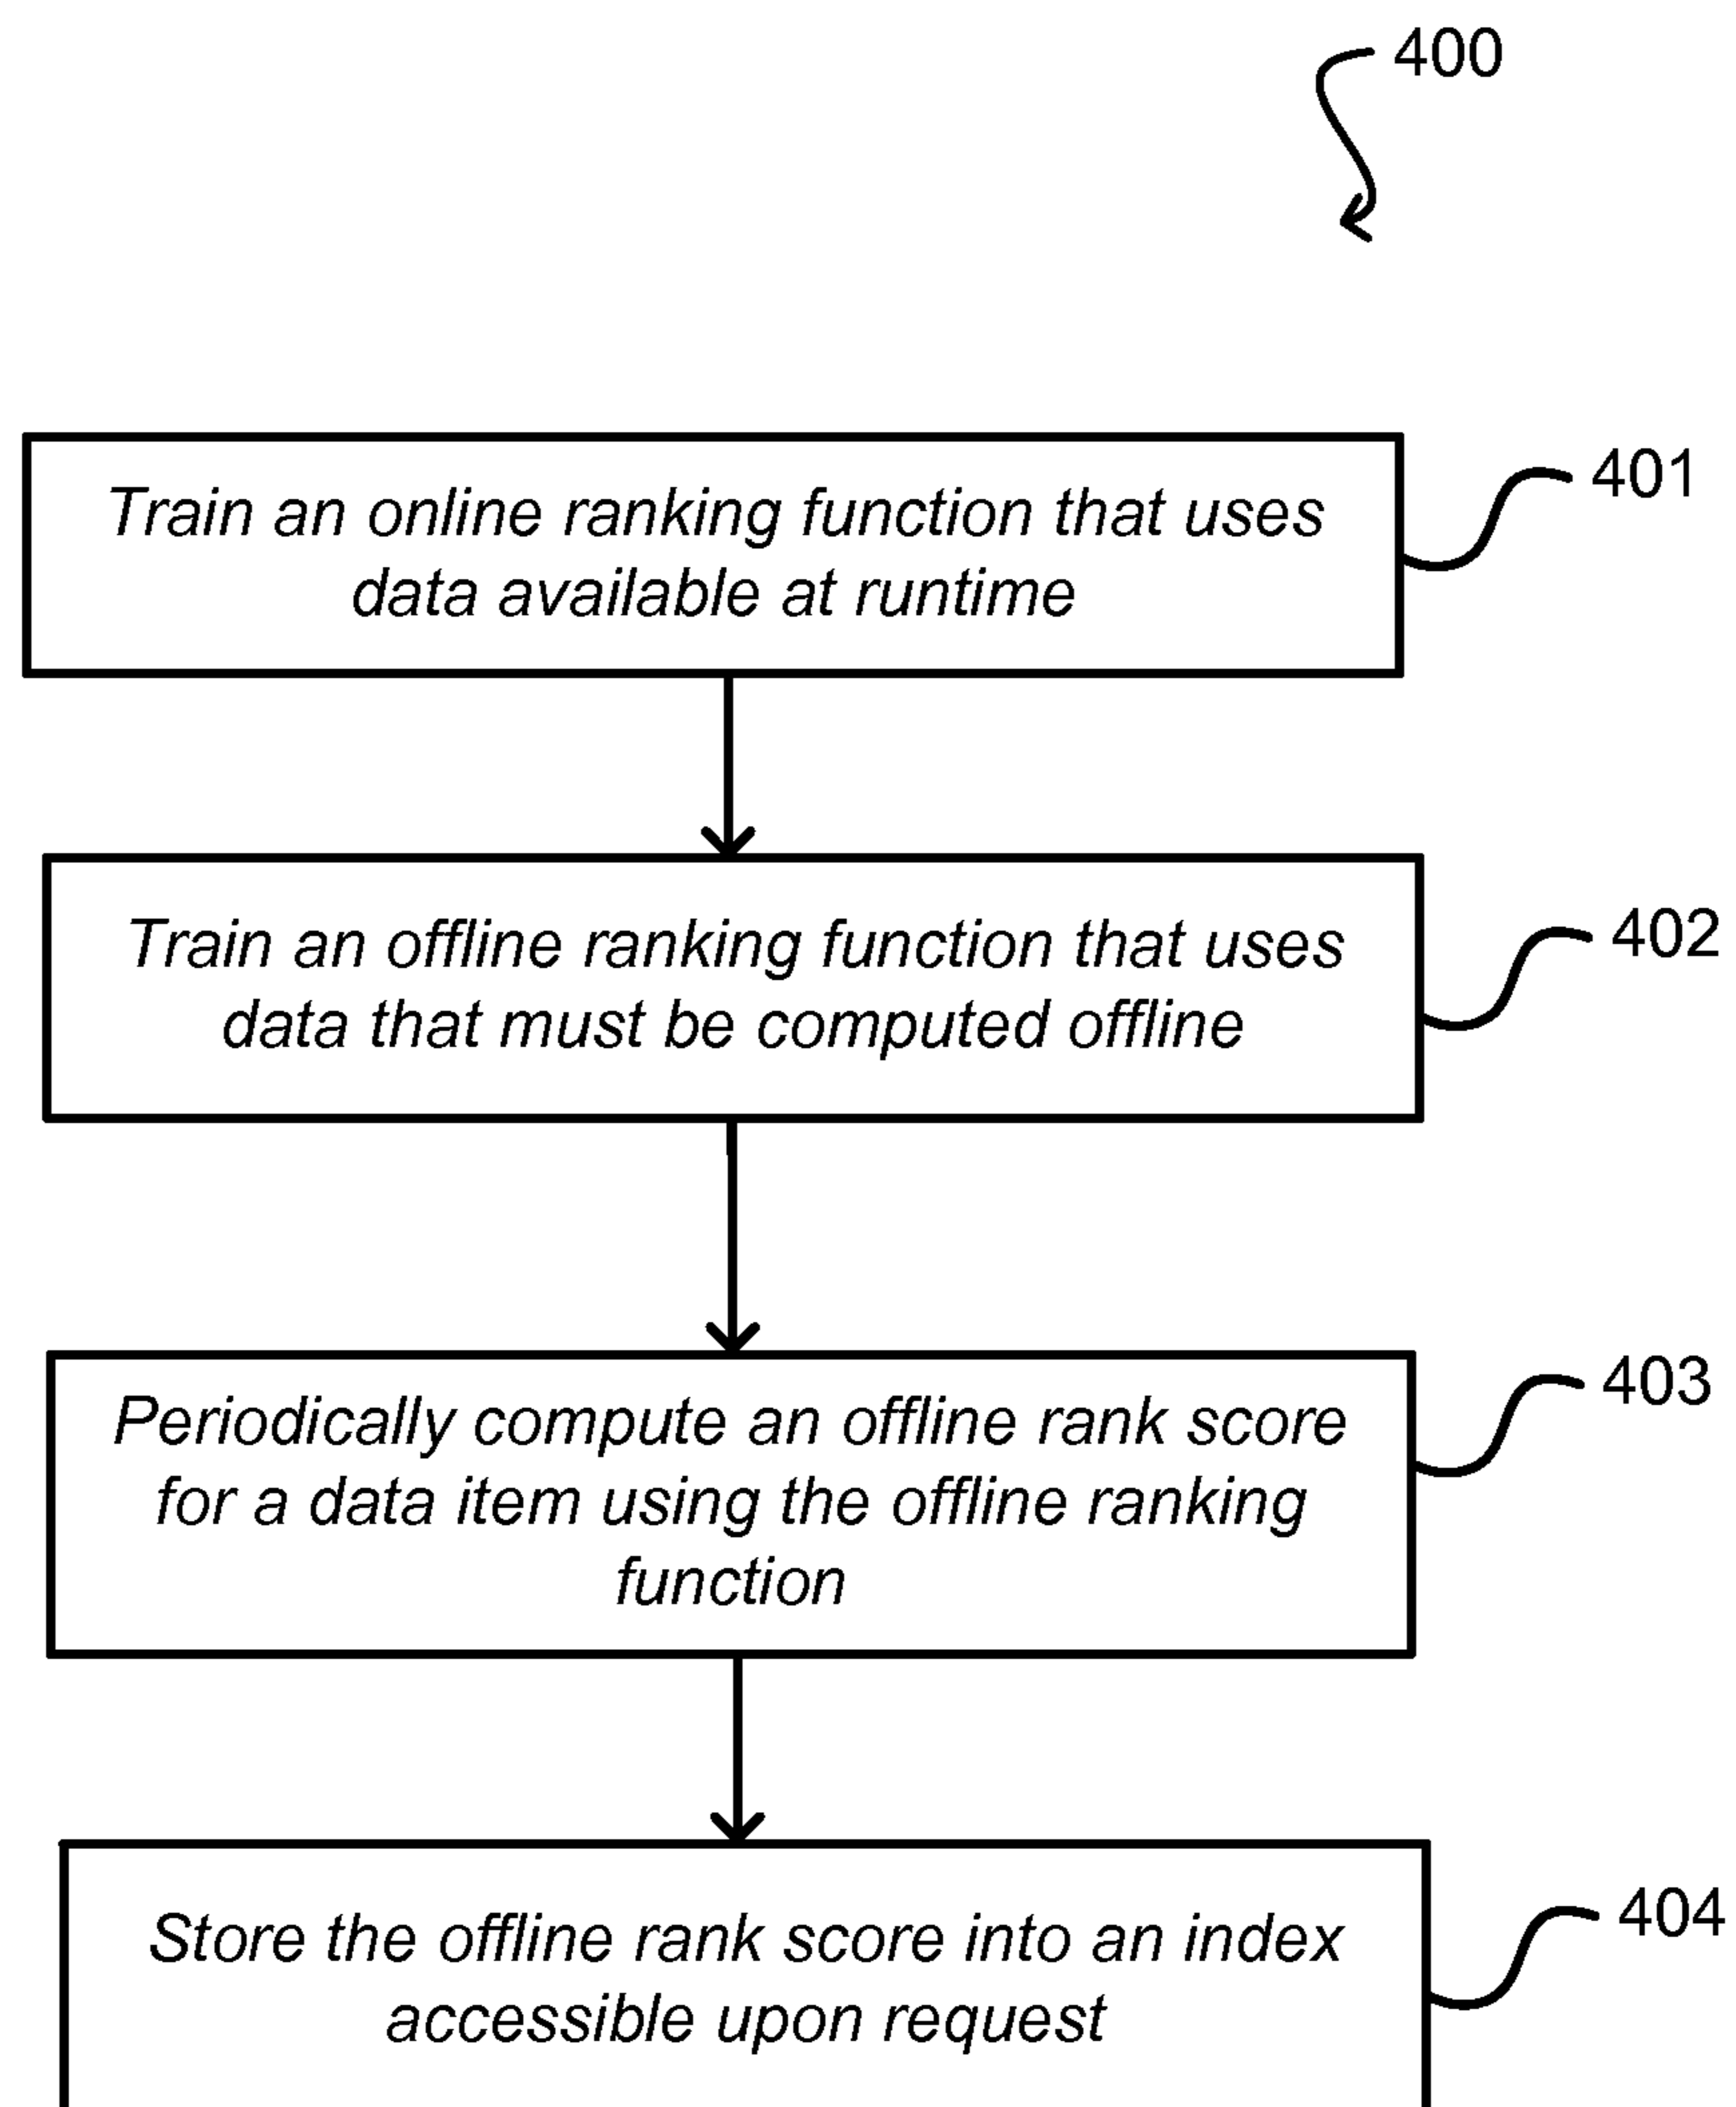 400
Train an online ranking function that uses
data available at runtime
401
Train an offline ranking function that uses
data that must be computed offline
402
Periodically compute an offline rank score
for a data item using the offline ranking
function
403
Store the offline rank score into an index
accessible upon request
404